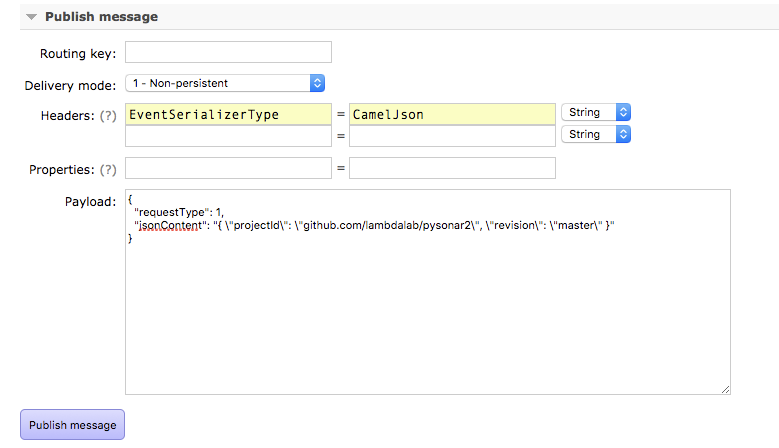 Publish message
Routing key:
Delivery mode: 1 - Non-persistent
Headers: (?) EventSerializerType = CamelJson String
= String
Properties: (?) =
Payload: {
"requestType": 1,
"jsonContent": "{ \"projectId\": \"github.com/lambdalab/pysonar2\", \"revision\": \"master\" }"
}
Publish message